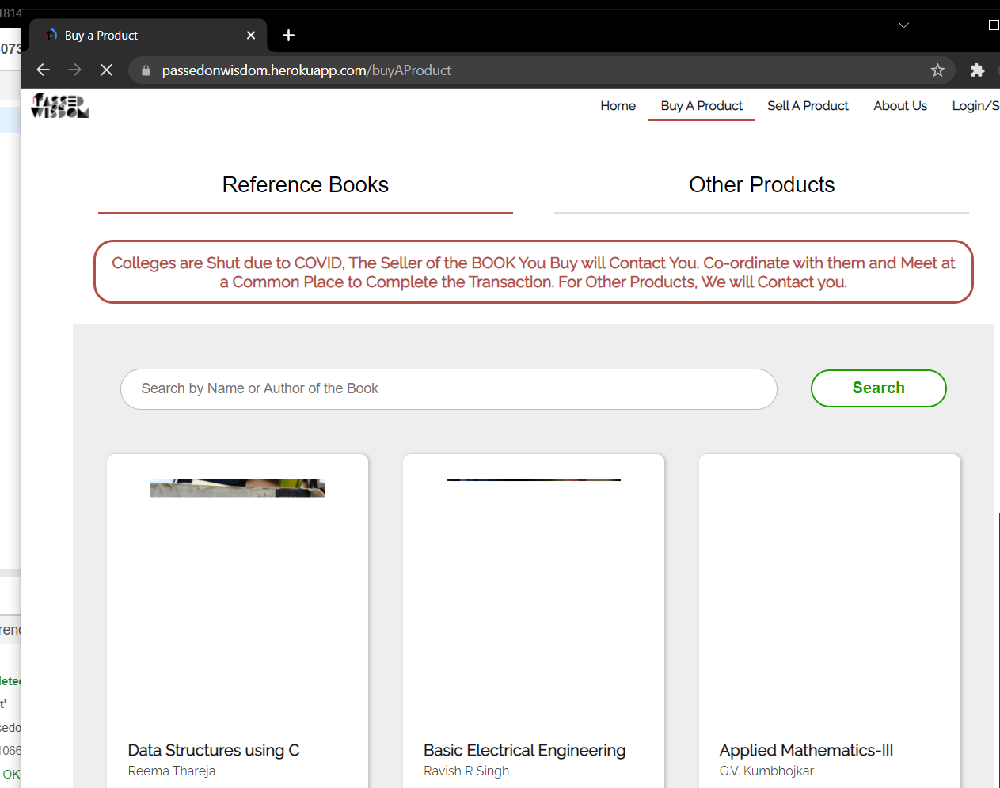 Buy a Product
passedonwisdom.herokuapp.com/buyAProduct
PASSED
ON
WISDOM
Home Buy A Product Sell A Product About Us Login/S
Reference Books Other Products
Colleges are Shut due to COVID, The Seller of the BOOK You Buy will Contact You. Co-ordinate with them and Meet at
a Common Place to Complete the Transaction. For Other Products, We will Contact you.
Search by Name or Author of the Book Search
Data Structures using C
Reema Thareja
Basic Electrical Engineering
Ravish R Singh
Applied Mathematics-III
G.V. Kumbhojkar
073
t'
1066
OK